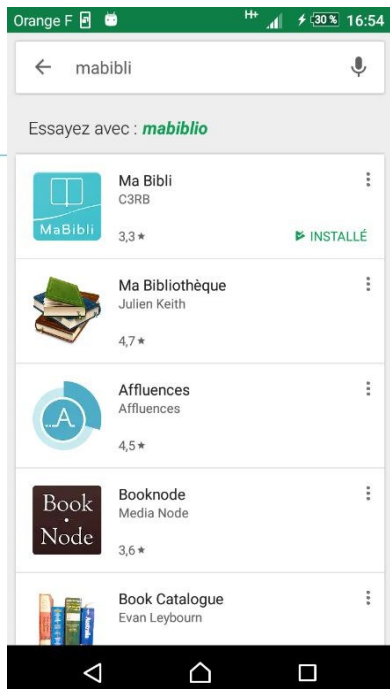 Orange F H+ 30 % 16:54
mabibli
Essayez avec : mabiblio
MaBibli
Ma Bibli
C3RB
3,3 ★
INSTALLÉ
Ma Bibliothèque
Julien Keith
4,7 ★
...A
Affluences
Affluences
4,5 ★
Book
Node
Booknode
Media Node
3,6 ★
Book Catalogue
Evan Leybourn